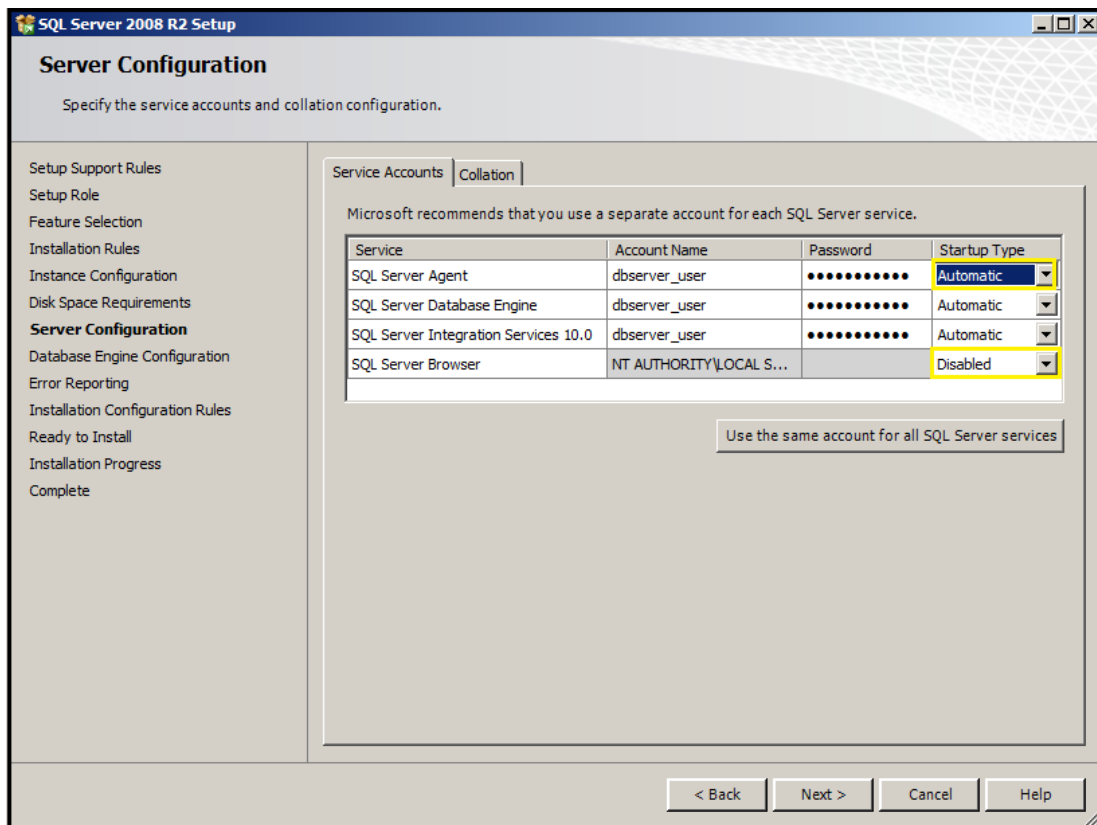 SQL Server 2008 R2 Setup
Server Configuration
Specify the service accounts and collation configuration.
Setup Support Rules
Setup Role
Feature Selection
Installation Rules
Instance Configuration
Disk Space Requirements
Server Configuration
Database Engine Configuration
Error Reporting
Installation Configuration Rules
Ready to Install
Installation Progress
Complete
Service Accounts Collation
Microsoft recommends that you use a separate account for each SQL Server service.
Service Account Name Password Startup Type
SQL Server Agent dbserver_user ●●●●●●●●●●● Automatic
SQL Server Database Engine dbserver_user ●●●●●●●●●●● Automatic
SQL Server Integration Services 10.0 dbserver_user ●●●●●●●●●●● Automatic
SQL Server Browser NT AUTHORITY\LOCAL S... Disabled
Use the same account for all SQL Server services
< Back Next > Cancel Help